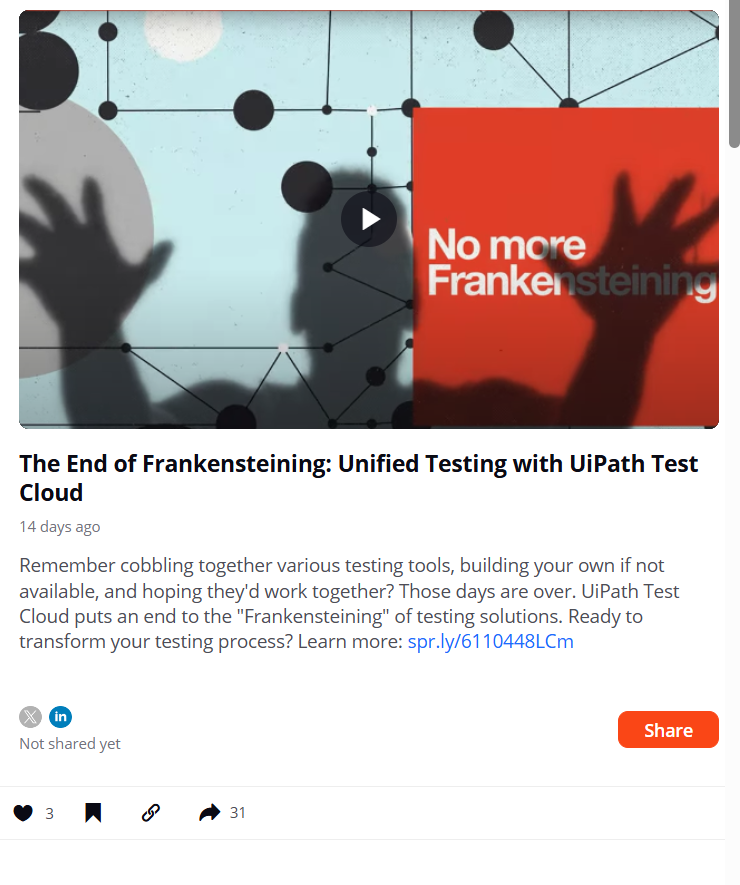 No more
Frankensteining
The End of Frankensteining: Unified Testing with UiPath Test
Cloud
14 days ago
Remember cobbling together various testing tools, building your own if not
available, and hoping they'd work together? Those days are over. UiPath Test
Cloud puts an end to the "Frankensteining" of testing solutions. Ready to
transform your testing process? Learn more: spr.ly/6110448LCm
X in
Not shared yet
Share
3
31